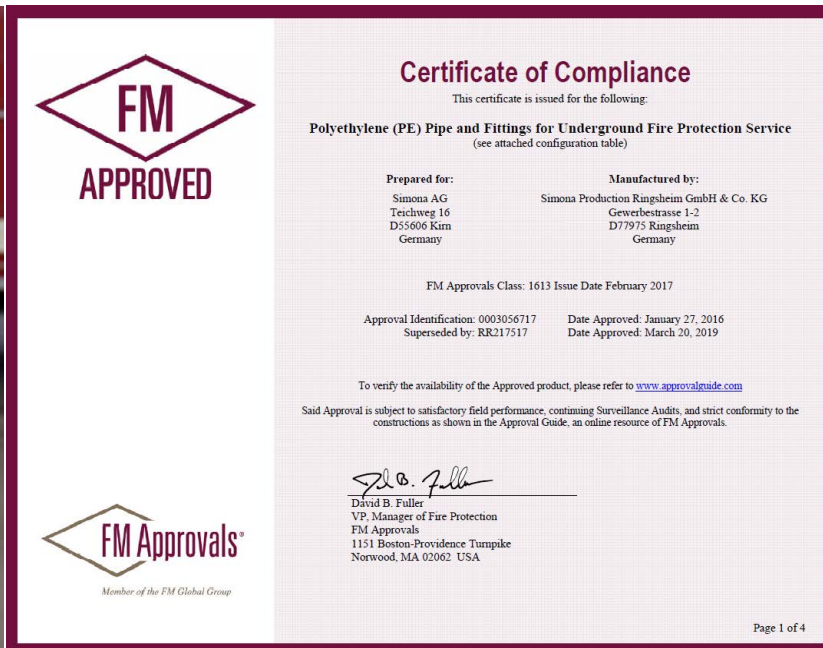 FM
APPROVED
Certificate of Compliance
This certificate is issued for the following:
Polyethylene (PE) Pipe and Fittings for Underground Fire Protection Service
(see attached configuration table)
Prepared for:
Simona AG
Teichweg 16
D55606 Kirn
Germany
Manufactured by:
Simona Production Ringsheim GmbH & Co. KG
Gewerbestrasse 1-2
D77975 Ringsheim
Germany
FM Approvals Class: 1613 Issue Date February 2017
Approval Identification: 0003056717 Date Approved: January 27, 2016
Superseded by: RR217517 Date Approved: March 20, 2019
To verify the availability of the Approved product, please refer to www.approvalguide.com
Said Approval is subject to satisfactory field performance, continuing Surveillance Audits, and strict conformity to the
constructions as shown in the Approval Guide, an online resource of FM Approvals.
David B. Fuller
VP, Manager of Fire Protection
FM Approvals
1151 Boston-Providence Turnpike
Norwood, MA 02062 USA
FM Approvals®
Member of the FM Global Group
Page 1 of 4